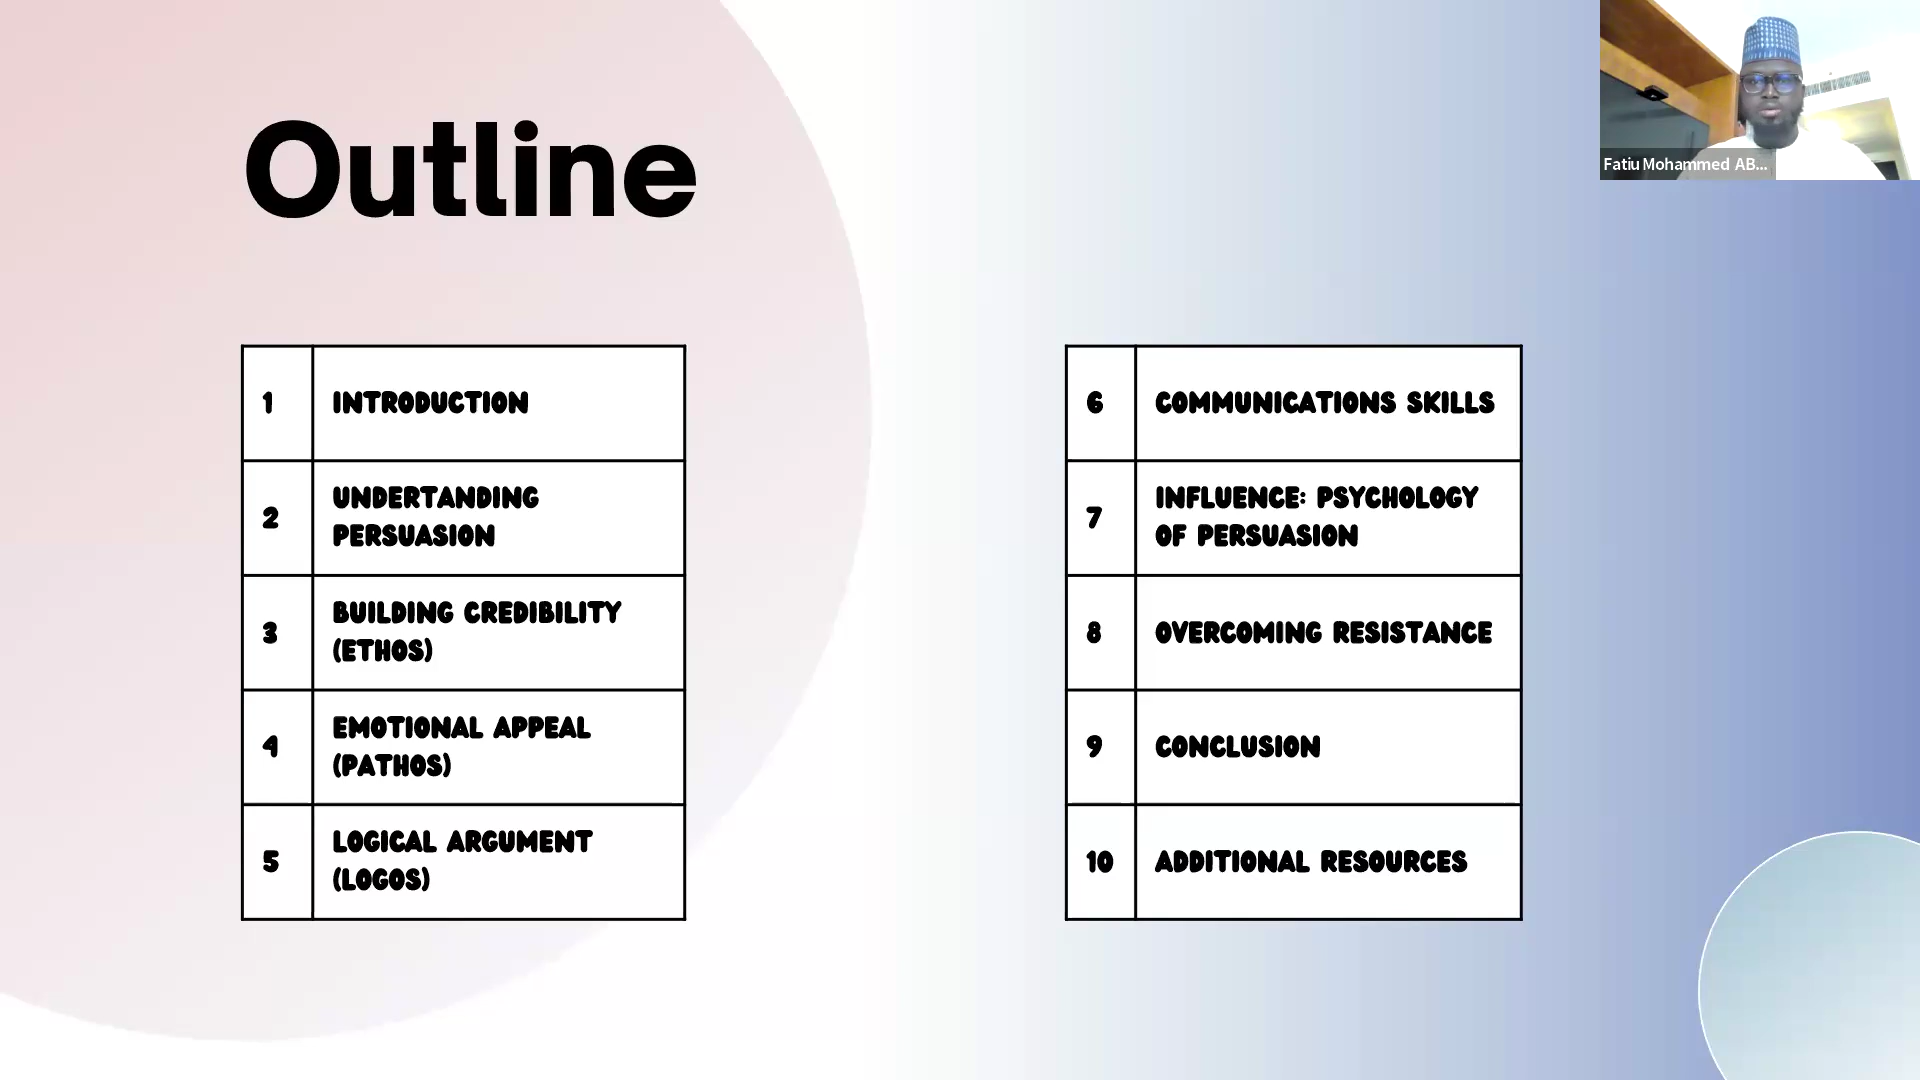 Outline
1
INTRODUCTION
2
UNDERTANDING
PERSUASION
3
BUILDING CREDIBILITY
(ETHOS)
4
EMOTIONAL APPEAL
(PATHOS)
5
LOGICAL ARGUMENT
(LOGOS)
6
COMMUNICATIONS SKILLS
7
INFLUENCE: PSYCHOLOGY
OF PERSUASION
8
OVERCOMING RESISTANCE
9
CONCLUSION
10
ADDITIONAL RESOURCES
Fatiu Mohammed AB...